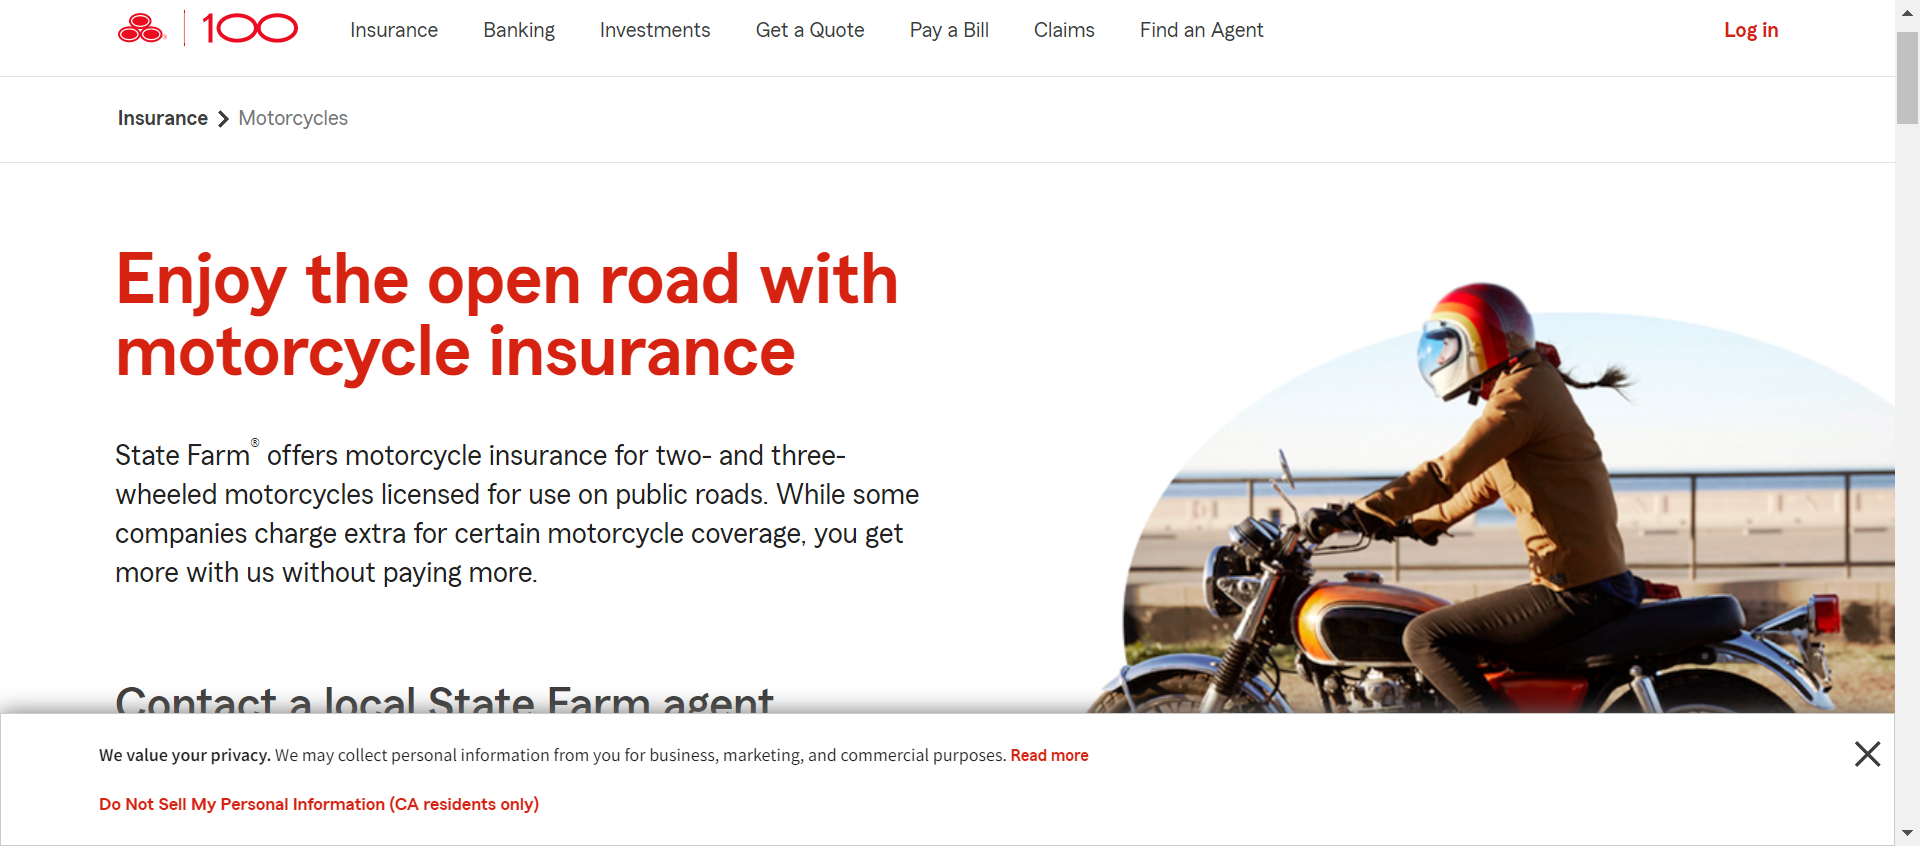 100
Insurance Banking Investments Get a Quote Pay a Bill Claims Find an Agent Log in
Insurance Motorcycles
Enjoy the open road with
motorcycle insurance
State Farm® offers motorcycle insurance for two- and three-
wheeled motorcycles licensed for use on public roads. While some
companies charge extra for certain motorcycle coverage, you get
more with us without paying more.
Contact a local State Farm agent
We value your privacy. We may collect personal information from you for business, marketing, and commercial purposes. Read more
Do Not Sell My Personal Information (CA residents only)